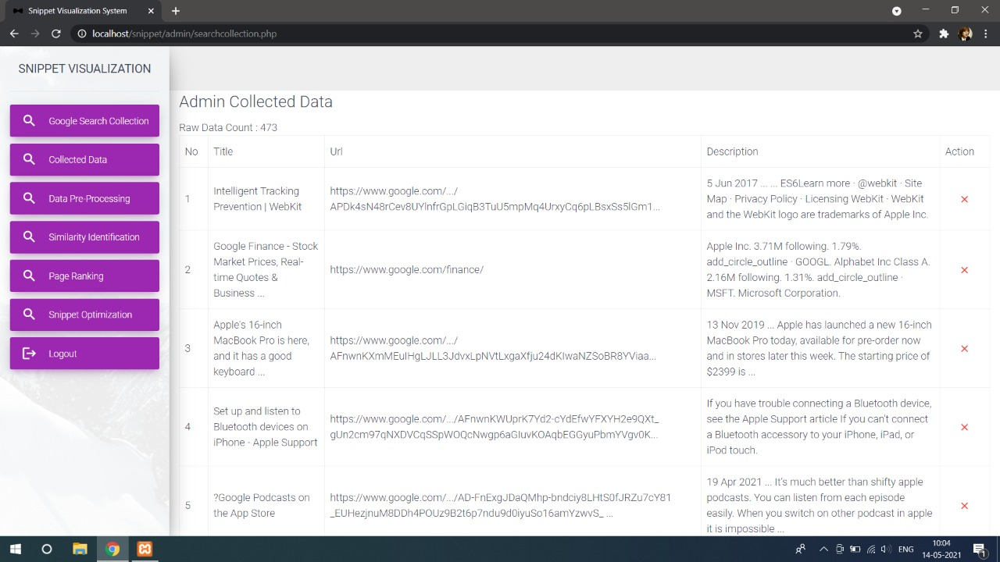 Snippet Visualization System
localhost/snippet/admin/searchcollection.php
SNIPPET VISUALIZATION
Google Search Collection
Collected Data
Data Pre-Processing
Similarity Identification
Page Ranking
Snippet Optimization
Logout
Admin Collected Data
Raw Data Count : 473
No Title Url Description Action
1
Intelligent Tracking
Prevention | WebKit
https://www.google.com/.../
APDk4sN48rCev8UYlnfrGpLGiqB3TuU5mpMq4UrxyCq6pLBsxSs5lGm1...
5 Jun 2017 ... ... ES6Learn more · @webkit · Site
Map · Privacy Policy · Licensing WebKit · WebKit
and the WebKit logo are trademarks of Apple Inc.
2
Google Finance - Stock
Market Prices, Real-
time Quotes &
Business ...
https://www.google.com/finance/
Apple Inc. 3.71M following. 1.79%.
add_circle_outline · GOOGL. Alphabet Inc Class A.
2.16M following. 1.31%. add_circle_outline ·
MSFT. Microsoft Corporation.
3
Apple's 16-inch
MacBook Pro is here,
and it has a good
keyboard ...
https://www.google.com/.../
AFnwnKXmMEuIHgLJLL3JdvxLpNVtLxgaXfju24dKIwaNZSoBR8YViaa...
13 Nov 2019 ... Apple has launched a new 16-inch
MacBook Pro today, available for pre-order now
and in stores later this week. The starting price of
$2399 is ...
4
Set up and listen to
Bluetooth devices on
iPhone - Apple Support
https://www.google.com/.../AFnwnKWUprK7Yd2-cYdEfwYFXYH2e9QXt_
gUn2cm97qNXDVCqSSpWOQcNwgp6aGIuvKOAqbEGGyuPbmYVgv0K...
If you have trouble connecting a Bluetooth device,
see the Apple Support article If you can't connect
a Bluetooth accessory to your iPhone, iPad, or
iPod touch.
5
?Google Podcasts on
the App Store
https://www.google.com/.../AD-FnExgJDaQMhp-bndciy8LHtS0fJRZu7cY81
_EUHezjnuM8DDh4POUz9B2t6p7ndu9d0iyuSo16amYzwvS_ ...
19 Apr 2021 ... It's much better than shifty apple
podcasts. You can listen from each episode
easily. When you switch on other podcast in apple
it is impossible ...
ENG
10:04
14-05-2021
1